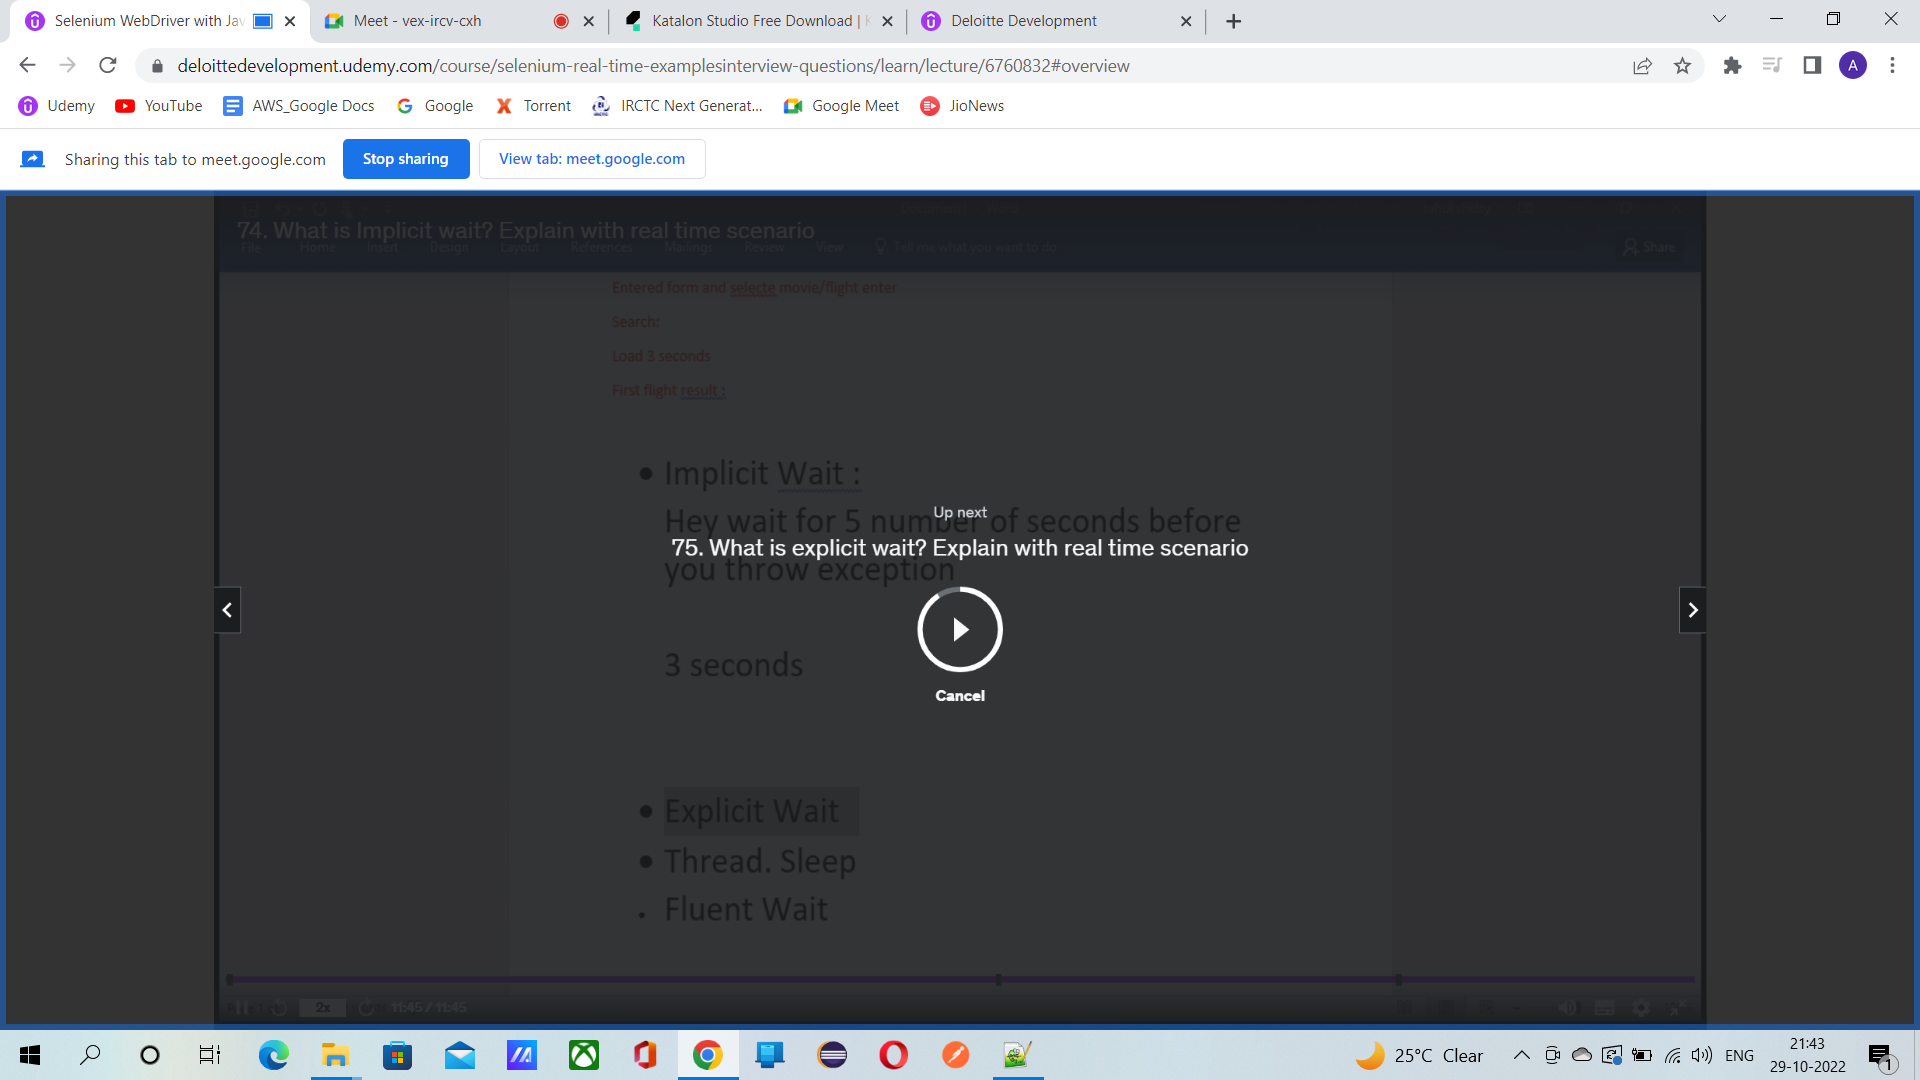 Selenium WebDriver with Jav
Meet - vex-ircv-cxh
Katalon Studio Free Download | K
Deloitte Development
deloittedevelopment.udemy.com/course/selenium-real-time-examplesinterview-questions/learn/lecture/6760832#overview
A
Udemy
YouTube
AWS_Google Docs
Google
Torrent
IRCTC Next Generat...
Google Meet
JioNews
Sharing this tab to meet.google.com
Stop sharing
View tab: meet.google.com
74. What is Implicit wait? Explain with real time scenario
File Home Insert Design Layout References Mailings Review View Tell me what you want to do
Share
Entered form and selecte movie/flight enter
Search:
Load 3 seconds
First flight result :
Implicit Wait :
Hey wait for 5 number of seconds before
you throw exception
Up next
75. What is explicit wait? Explain with real time scenario
3 seconds
Cancel
Explicit Wait
Thread. Sleep
Fluent Wait
2x
11:45 / 11:45
25°C Clear
ENG
21:43
29-10-2022
1